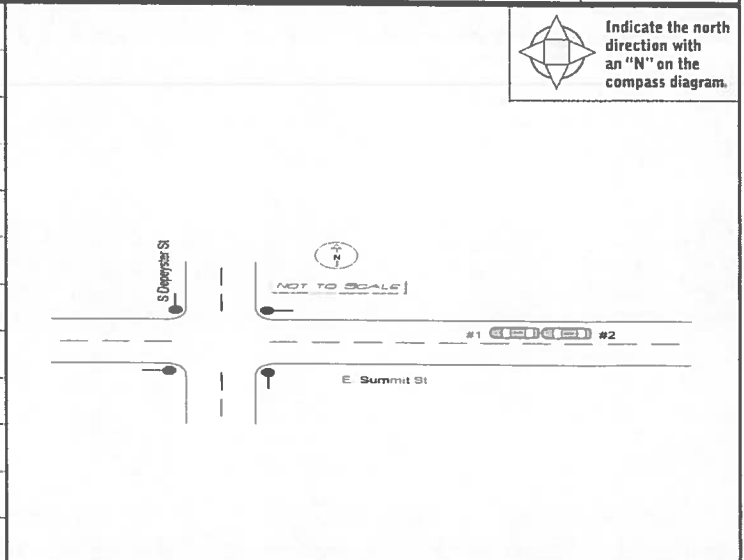 Indicate the north
direction with
an "N" on the
compass diagram.
S Depeyster St
N
NOT TO SCALE
#1
#2
E. Summit St